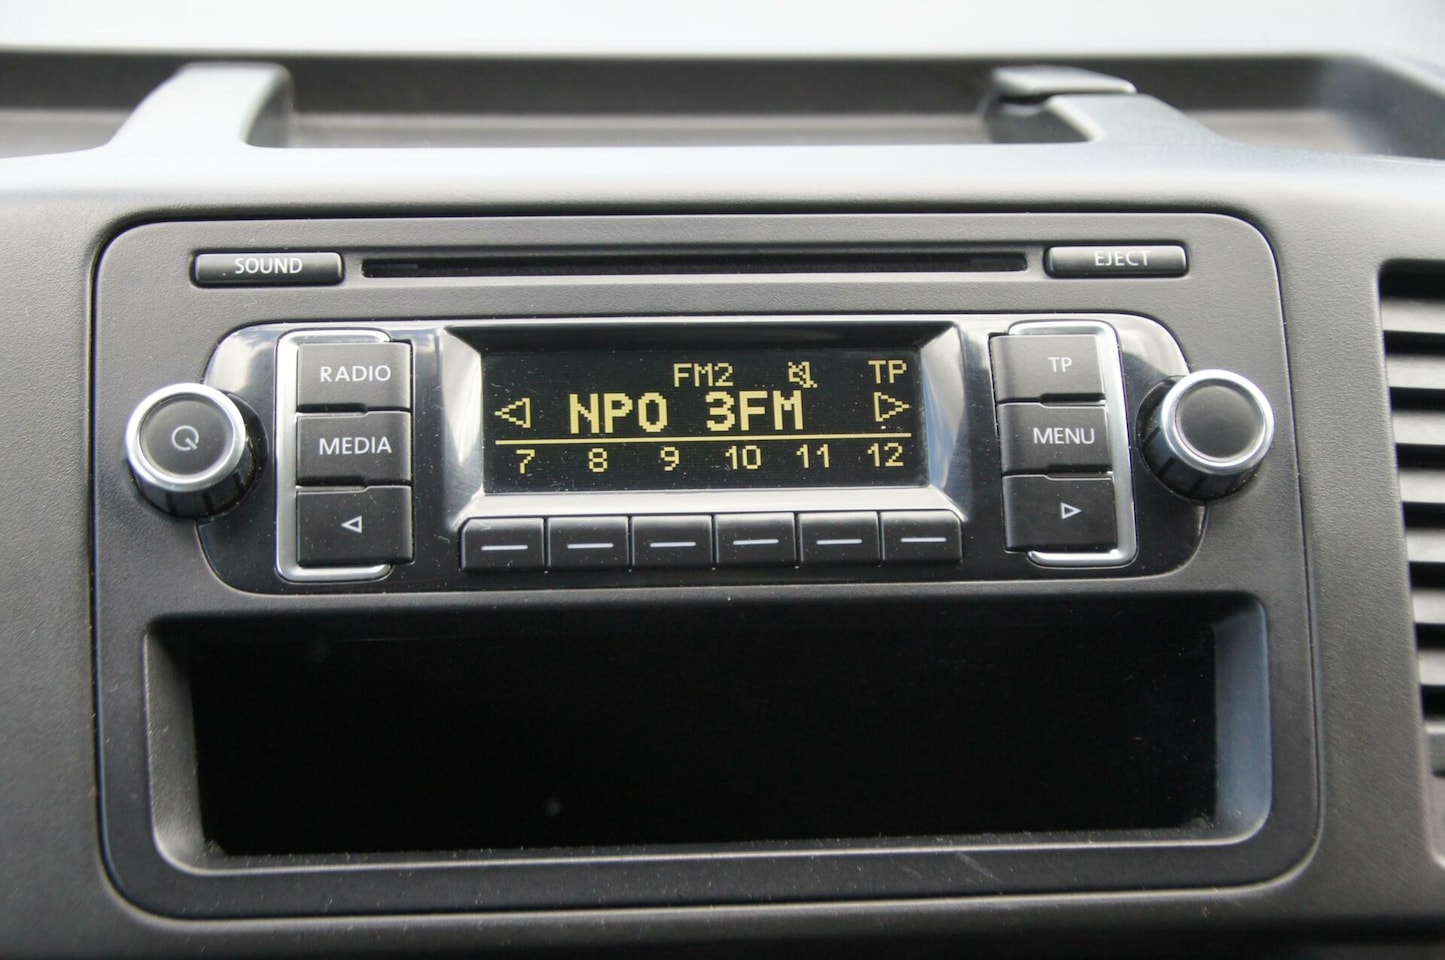 SOUND
EJECT
RADIO
FM2
TP
TP
NPO 3FM
MEDIA
MENU
7 8 9 10 11 12